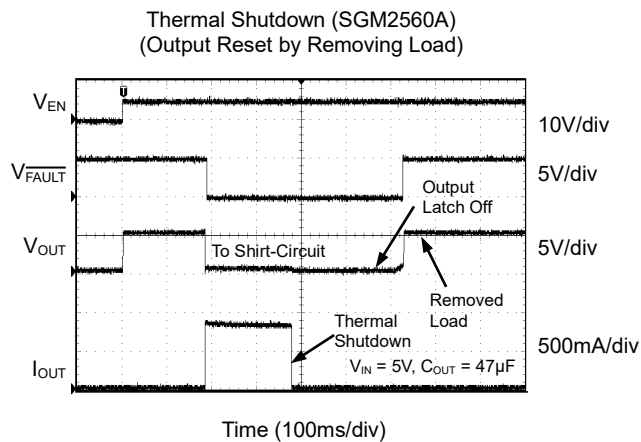 Thermal Shutdown (SGM2560A)
(Output Reset by Removing Load)
T
VEN
10V/div
VFAULT
5V/div
Output
Latch Off
VOUT
To Shirt-Circuit
5V/div
Removed
Load
Thermal
Shutdown
IOUT
VIN = 5V, COUT = 47μF
500mA/div
Time (100ms/div)